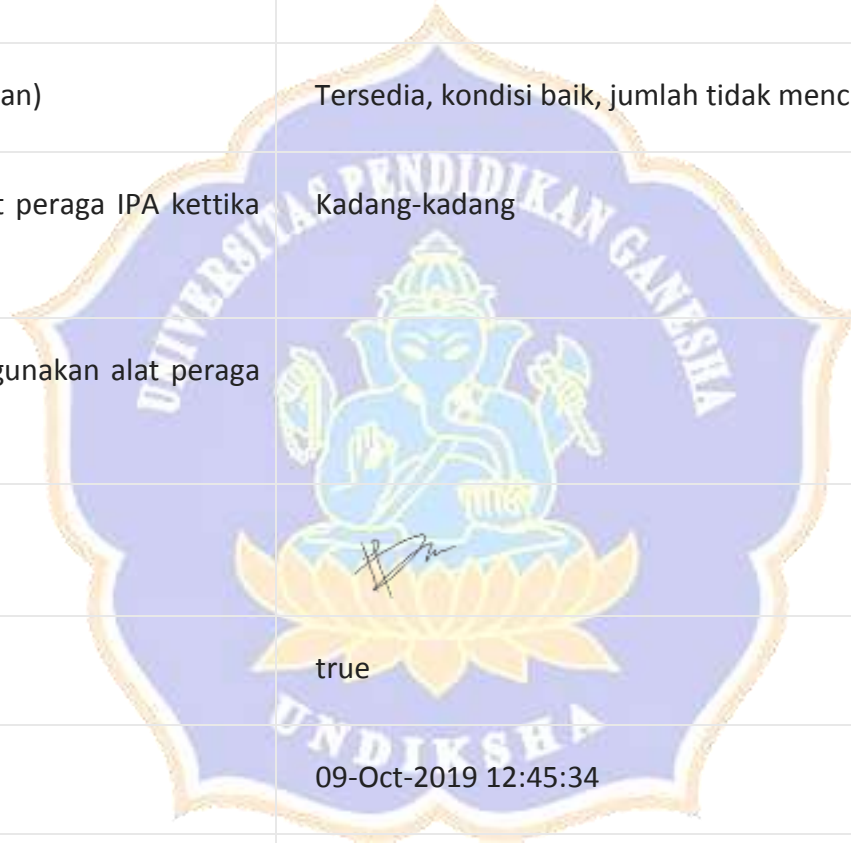 an)
Tersedia, kondisi baik, jumlah tidak menc
t peraga IPA kettika
Kadang-kadang
gunakan alat peraga
true
09-Oct-2019 12:45:34
UNIVERSITAS PENDIDIKAN GANESHA
UNDIKSHA